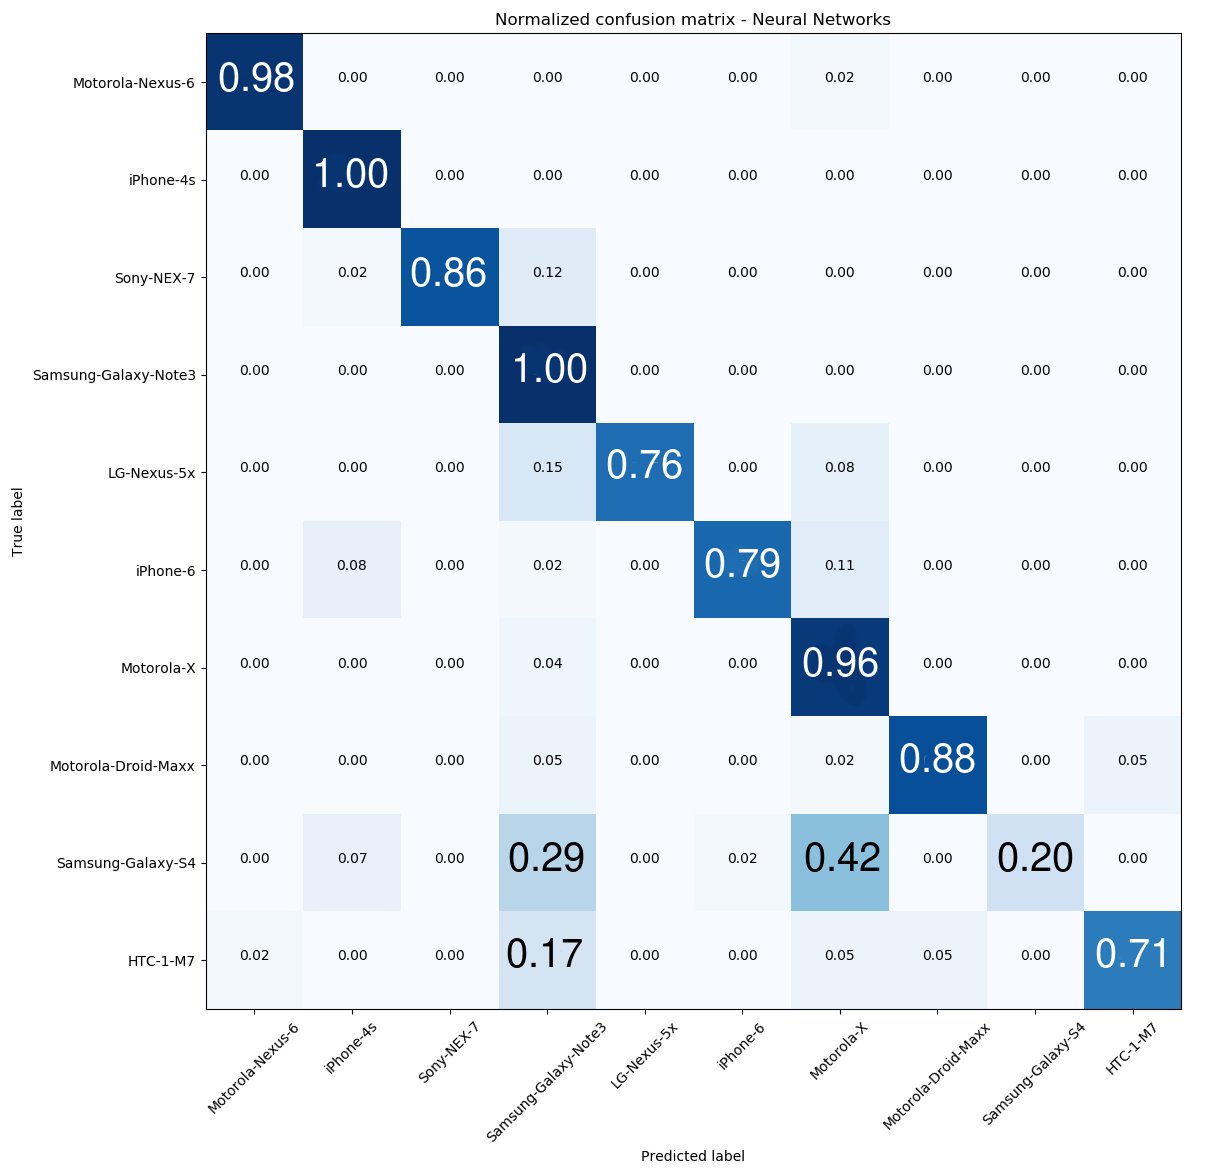 Normalized confusion matrix - Neural Networks
Motorola-Nexus-6 0.98 0.00 0.00 0.00 0.00 0.00 0.02 0.00 0.00 0.00
iPhone-4s 0.00 1.00 0.00 0.00 0.00 0.00 0.00 0.00 0.00 0.00
Sony-NEX-7 0.00 0.02 0.86 0.12 0.00 0.00 0.00 0.00 0.00 0.00
Samsung-Galaxy-Note3 0.00 0.00 0.00 1.00 0.00 0.00 0.00 0.00 0.00 0.00
LG-Nexus-5x 0.00 0.00 0.00 0.15 0.76 0.00 0.08 0.00 0.00 0.00
iPhone-6 0.00 0.08 0.00 0.02 0.00 0.79 0.11 0.00 0.00 0.00
Motorola-X 0.00 0.00 0.00 0.04 0.00 0.00 0.96 0.00 0.00 0.00
Motorola-Droid-Maxx 0.00 0.00 0.00 0.05 0.00 0.00 0.02 0.88 0.00 0.05
Samsung-Galaxy-S4 0.00 0.07 0.00 0.29 0.00 0.02 0.42 0.00 0.20 0.00
HTC-1-M7 0.02 0.00 0.00 0.17 0.00 0.00 0.05 0.05 0.00 0.71
True label
Motorola-Nexus-6 iPhone-4s Sony-NEX-7 Samsung-Galaxy-Note3 LG-Nexus-5x iPhone-6 Motorola-X Motorola-Droid-Maxx Samsung-Galaxy-S4 HTC-1-M7
Predicted label